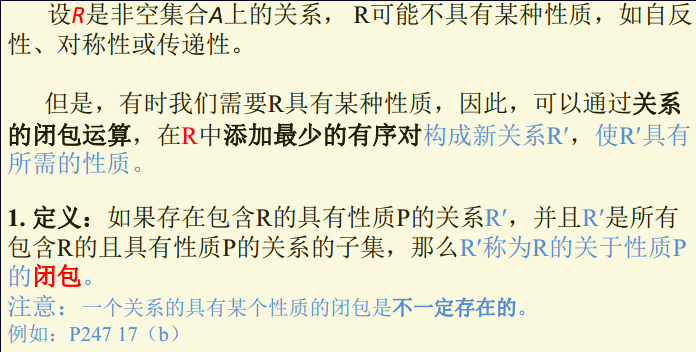 设R是非空集合A上的关系， R可能不具有某种性质，如自反
性、对称性或传递性。
但是，有时我们需要R具有某种性质，因此，可以通过关系
的闭包运算，在R中添加最少的有序对构成新关系R′，使R′具有
所需的性质。
1. 定义：如果存在包含R的具有性质P的关系R′，并且R′是所有
包含R的且具有性质P的关系的子集，那么R′称为R的关于性质P
的闭包。
注意：一个关系的具有某个性质的闭包是不一定存在的。
例如：P247 17（b）